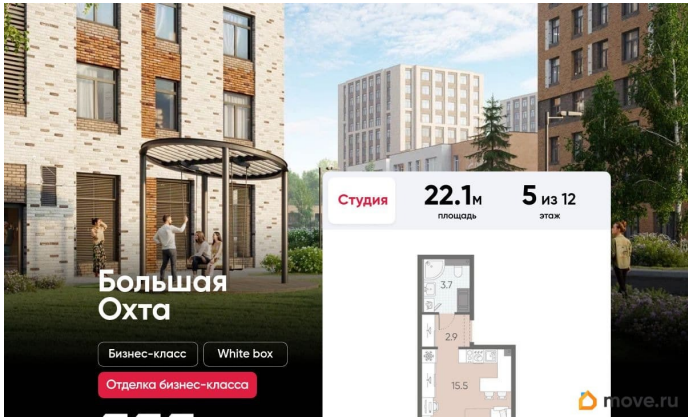 Студия
22.1м
площадь
5 из 12
этаж
3.7
2.9
15.5
Большая
Охта
Бизнес-класс
White box
Отделка бизнес-класса
move.ru